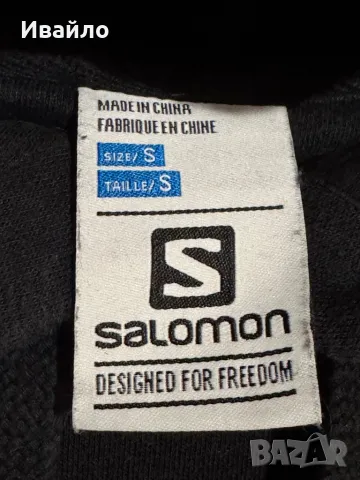 Ивайло
MADE IN CHINA
FABRIQUE EN CHINE
SIZE/ S
TAILLE/ S
S
salomon
DESIGNED FOR FREEDOM
BAZAR